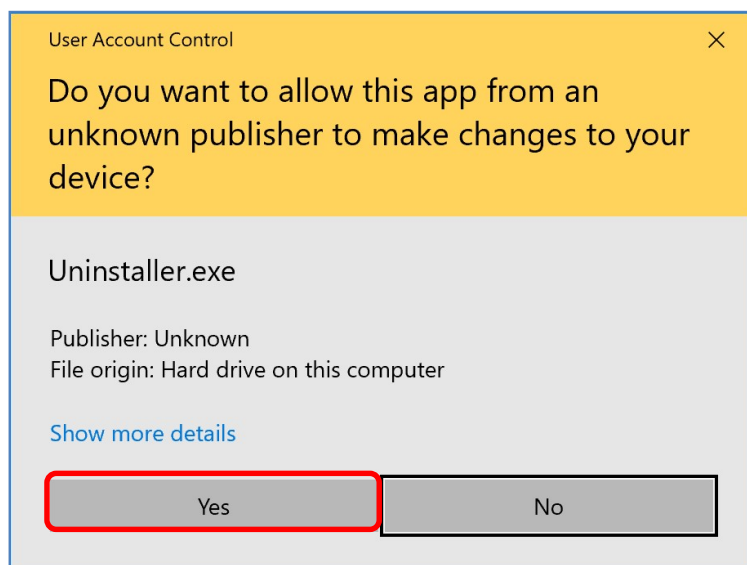 User Account Control
Do you want to allow this app from an
unknown publisher to make changes to your
device?
Uninstaller.exe
Publisher: Unknown
File origin: Hard drive on this computer
Show more details
Yes
No